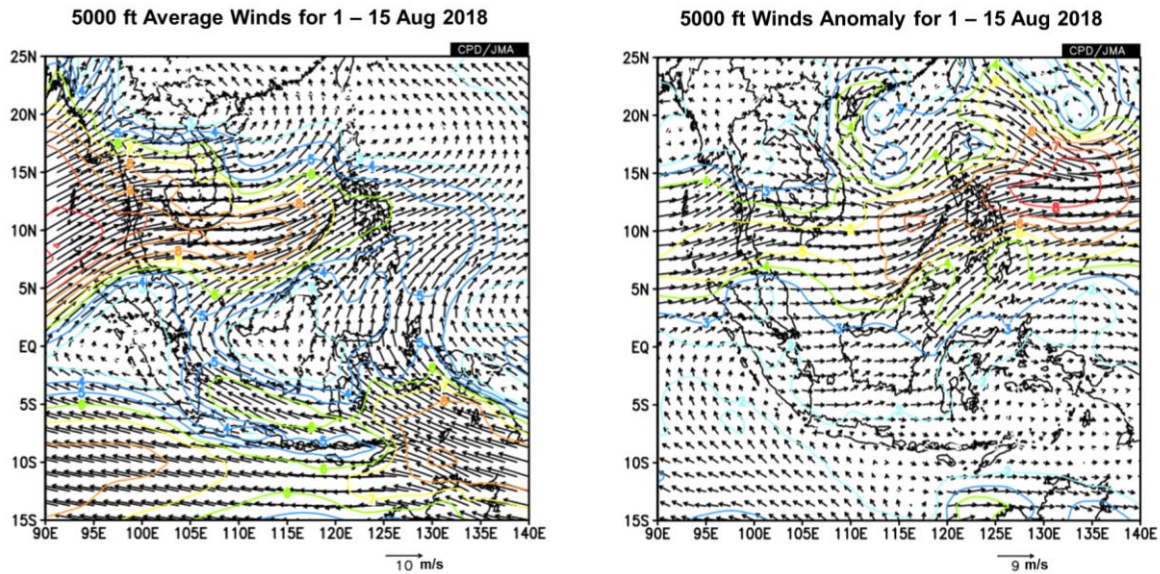 5000 ft Average Winds for 1 – 15 Aug 2018
CPD/JMA
25N
20N
15N
10N
5N
EQ
5S
10S
15S
90E 95E 100E 105E 110E 115E 120E 125E 130E 135E 140E
10 m/s
5000 ft Winds Anomaly for 1 – 15 Aug 2018
CPD/JMA
25N
20N
15N
10N
5N
EQ
5S
10S
15S
90E 95E 100E 105E 110E 115E 120E 125E 130E 135E 140E
9 m/s